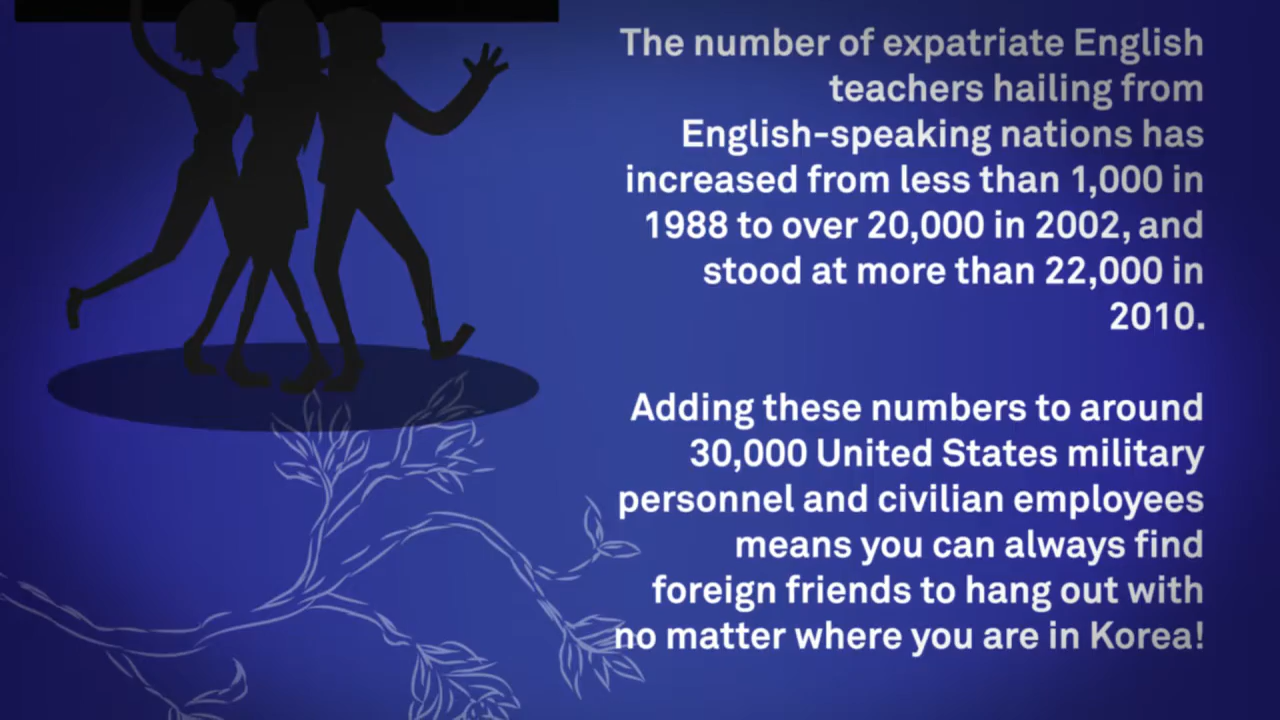 The number of expatriate English
teachers hailing from
English-speaking nations has
increased from less than 1,000 in
1988 to over 20,000 in 2002, and
stood at more than 22,000 in
2010.
Adding these numbers to around
30,000 United States military
personnel and civilian employees
means you can always find
foreign friends to hang out with
no matter where you are in Korea!